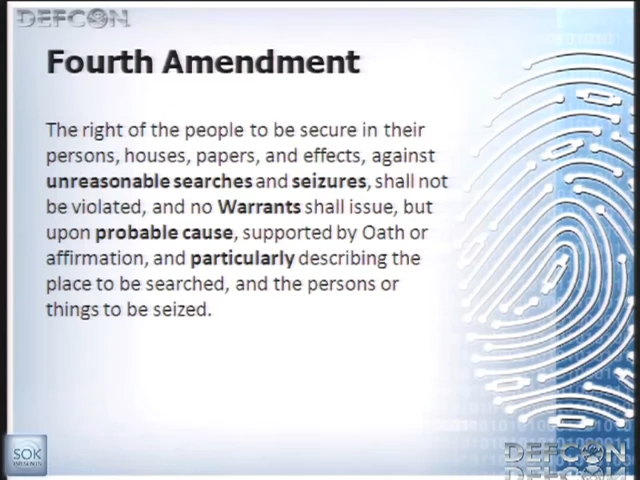 DEFCON
Fourth Amendment
The right of the people to be secure in their
persons, houses, papers, and effects, against
unreasonable searches and seizures, shall not
be violated, and no Warrants shall issue, but
upon probable cause, supported by Oath or
affirmation, and particularly describing the
place to be searched, and the persons or
things to be seized.
SOK
DEFCON